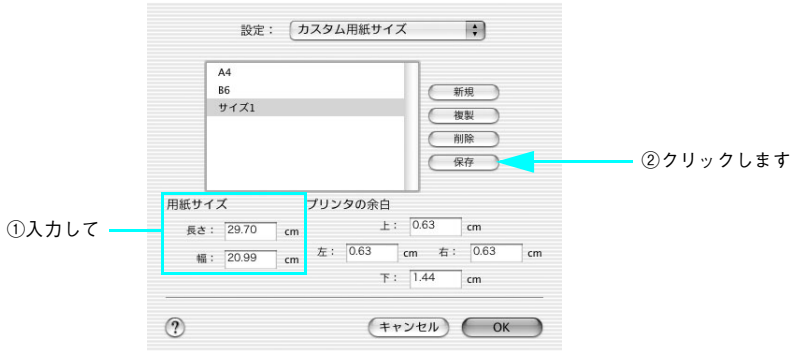 設定： カスタム用紙サイズ
A4
B6
サイズ1
新規
複製
削除
保存
②クリックします
①入力して
用紙サイズ
長さ： 29.70 cm
幅： 20.99 cm
プリンタの余白
上： 0.63 cm
左： 0.63 cm 右： 0.63 cm
下： 1.44 cm
?
キャンセル OK